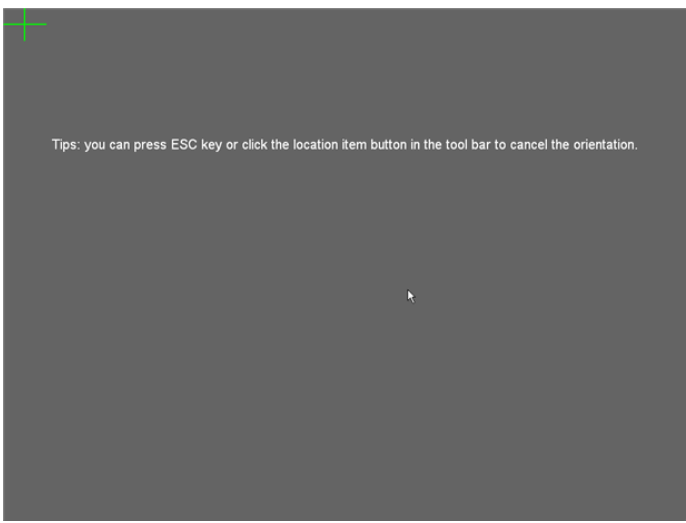 Tips: you can press ESC key or click the location item button in the tool bar to cancel the orientation.